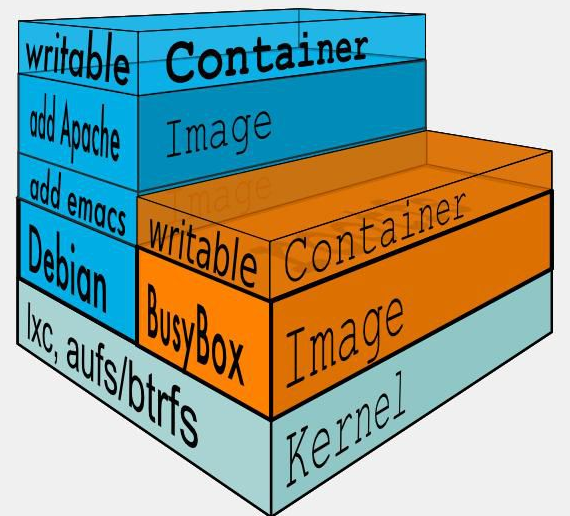 writable Container
add Apache Image
add emacs Image
writable Container
Debian
BusyBox Image
lxc, aufs/btrfs
Kernel